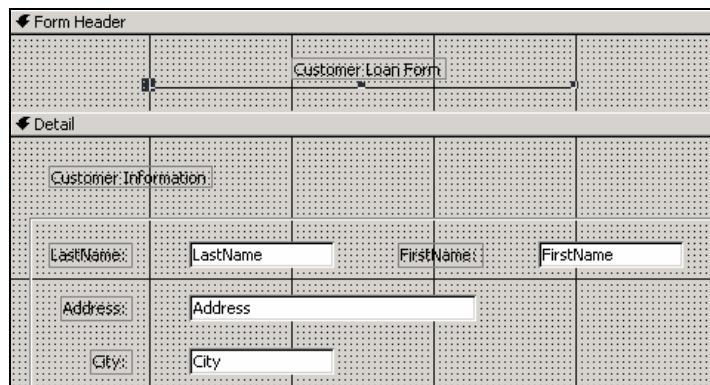 Form Header
Customer Loan Form
Detail
Customer Information
LastName: LastName FirstName: FirstName
Address: Address
City: City